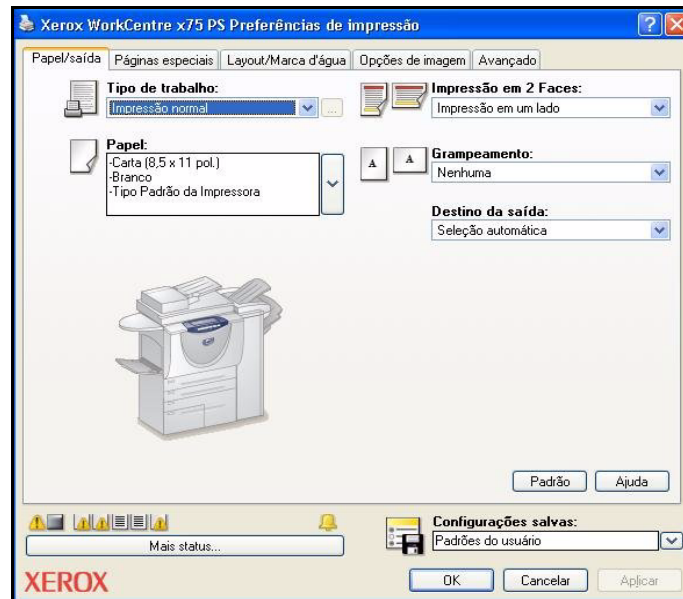 Xerox WorkCentre x75 PS Preferências de impressão
Papel/saída Páginas especiais Layout/Marca d'água Opções de imagem Avançado
Tipo de trabalho:
Impressão normal
...
Papel:
-Carta (8,5 x 11 pol.)
-Branco
-Tipo Padrão da Impressora
Impressão em 2 Faces:
Impressão em um lado
A A
Grampeamento:
Nenhuma
Destino da saída:
Seleção automática
Padrão Ajuda
Mais status...
Configurações salvas:
Padrões do usuário
XEROX
OK Cancelar Aplicar